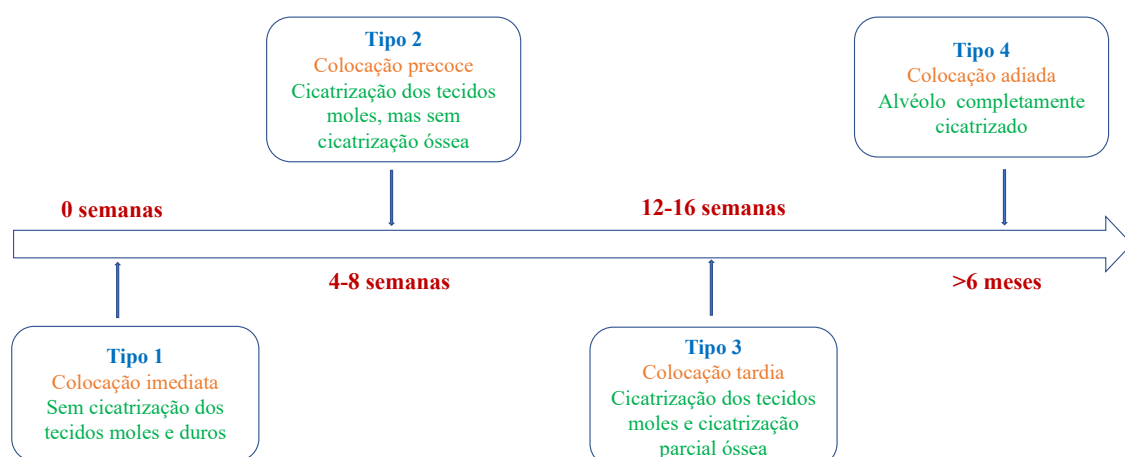 Tipo 2
Colocação precoce
Cicatrização dos tecidos
moles, mas sem
cicatrização óssea
Tipo 4
Colocação adiada
Alvéolo completamente
cicatrizado
0 semanas
12-16 semanas
4-8 semanas
>6 meses
Tipo 1
Colocação imediata
Sem cicatrização dos
tecidos moles e duros
Tipo 3
Colocação tardia
Cicatrização dos tecidos
moles e cicatrização
parcial óssea